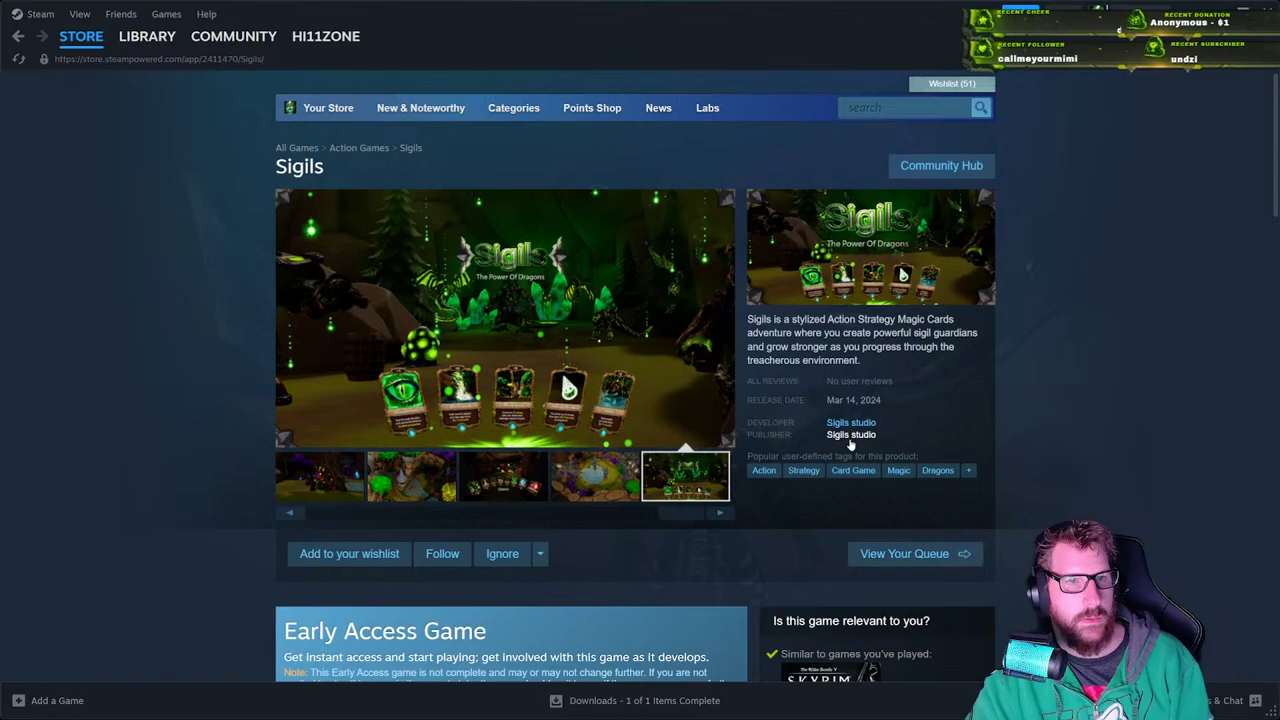 Steam View Friends Games Help
STORE LIBRARY COMMUNITY HI11ZONE
https://store.steampowered.com/app/2411470/Sigils/
RECENT CHEER
RECENT DONATION
Anonymous - $1
RECENT FOLLOWER
callmeyourmimi
RECENT SUBSCRIBER
undzi
Wishlist (51)
Your Store New & Noteworthy Categories Points Shop News Labs
search
All Games > Action Games > Sigils
Sigils
Community Hub
Sigils
The Power Of Dragons
Sigils
The Power Of Dragons
Sigils is a stylized Action Strategy Magic Cards
adventure where you create powerful sigil guardians
and grow stronger as you progress through the
treacherous environment.
ALL REVIEWS: No user reviews
RELEASE DATE: Mar 14, 2024
DEVELOPER: Sigils studio
PUBLISHER: Sigils studio
Popular user-defined tags for this product:
Action Strategy Card Game Magic Dragons +
Add to your wishlist Follow Ignore
View Your Queue
Early Access Game
Get instant access and start playing; get involved with this game as it develops.
Note: This Early Access game is not complete and may or may not change further. If you are not
Is this game relevant to you?
Similar to games you've played:
SKYRIM
Add a Game
Downloads - 1 of 1 Items Complete
& Chat